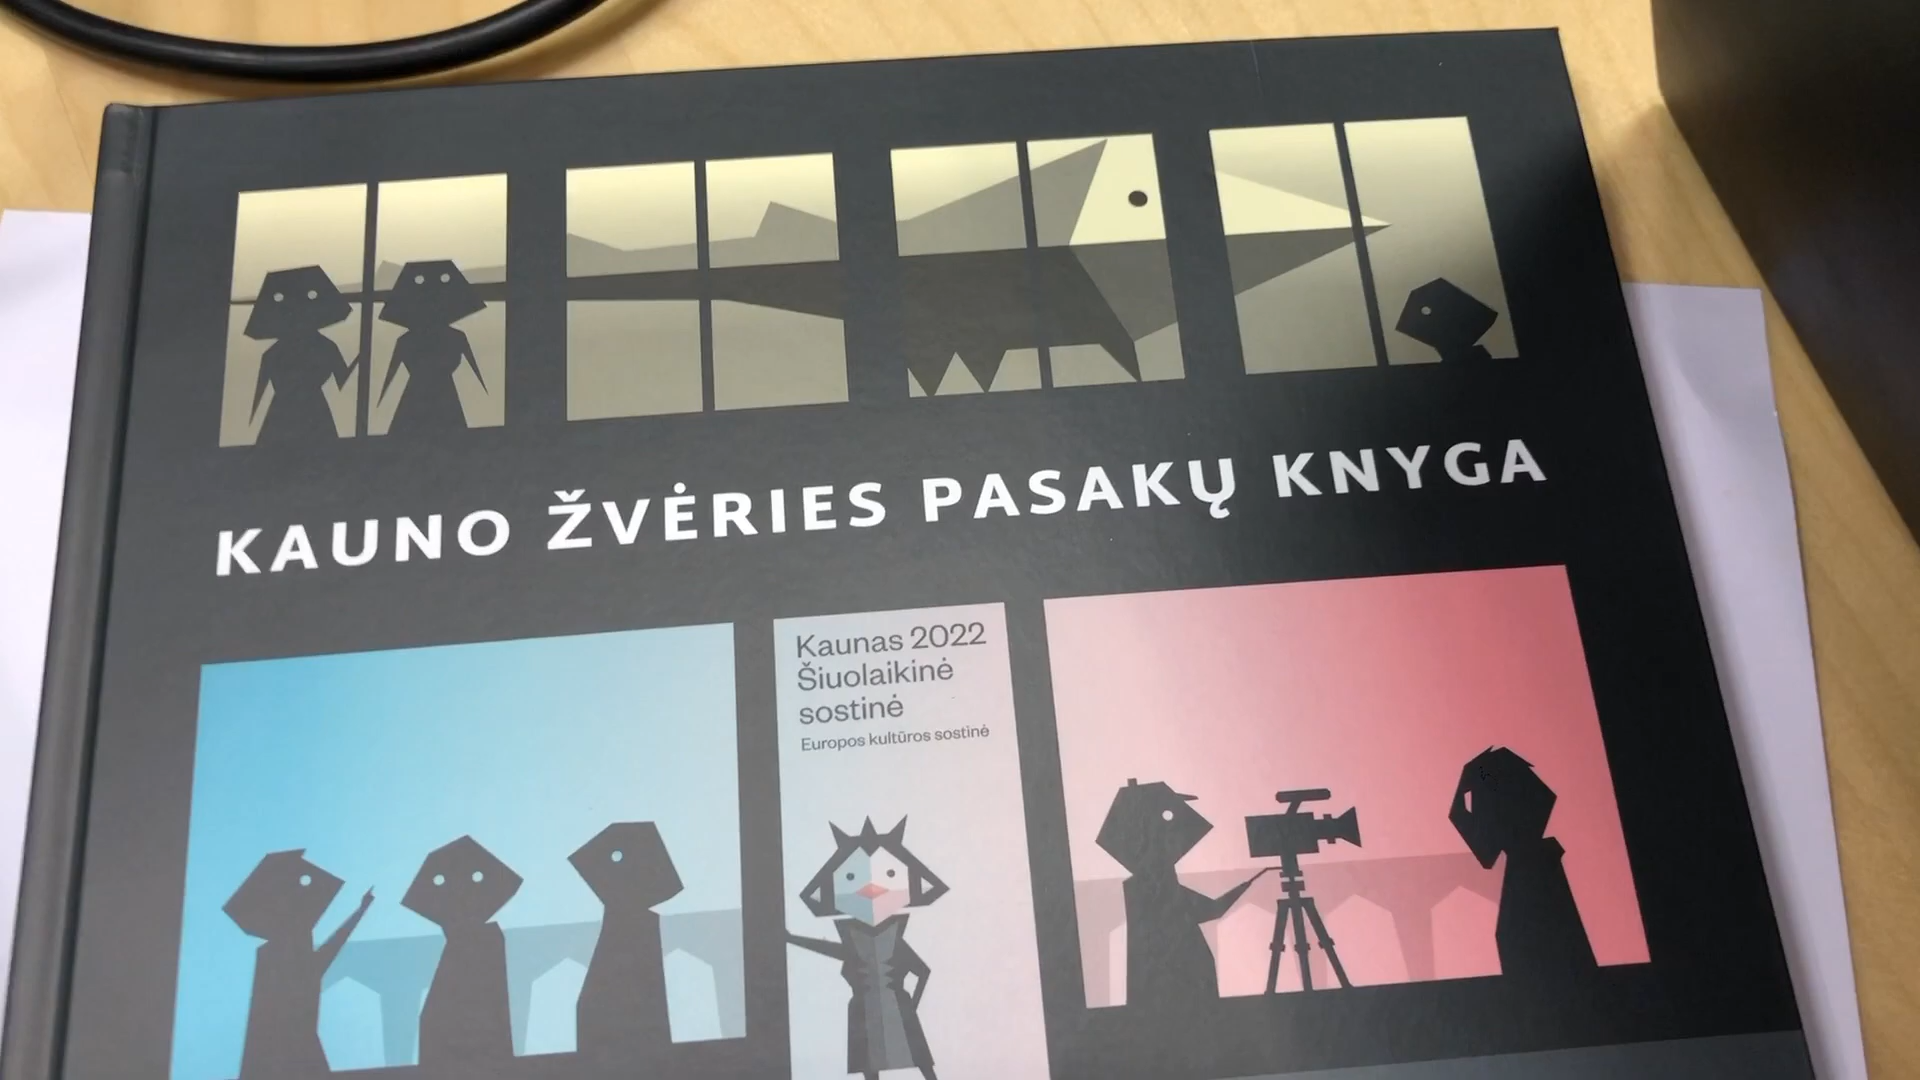 KAUNO ŽVĖRIES PASAKŲ KNYGA
Kaunas 2022
Šiuolaikinė
sostinė
Europos kultūros sostinė